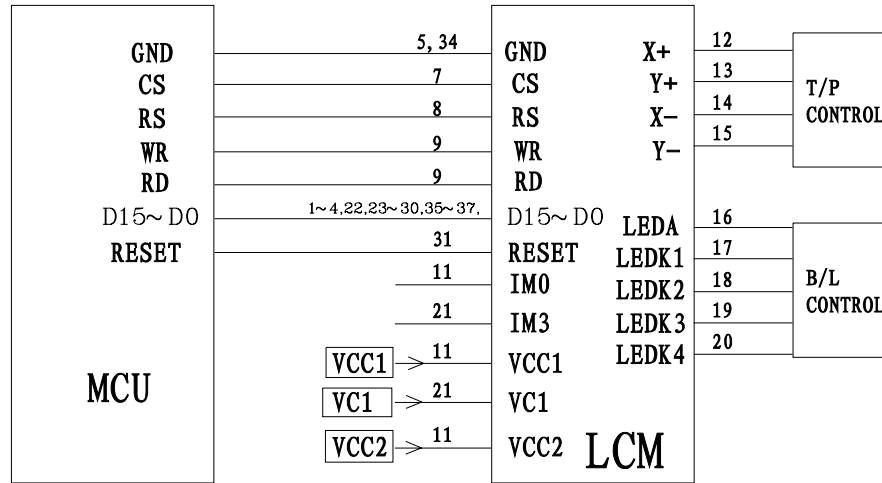 GND 5, 34 GND X+ 12
CS 7 CS Y+ 13
RS 8 RS X- 14
WR 9 WR Y- 15
RD 9 RD
T/P
CONTROL
D15~D0 1~4,22,23~30,35~37, D15~D0
RESET 31 RESET
11 IM0
21 IM3
VCC1 11 VCC1
VC1 21 VC1
VCC2 11 VCC2
LEDA 16
LEDK1 17
LEDK2 18
LEDK3 19
LEDK4 20
B/L
CONTROL
MCU
LCM